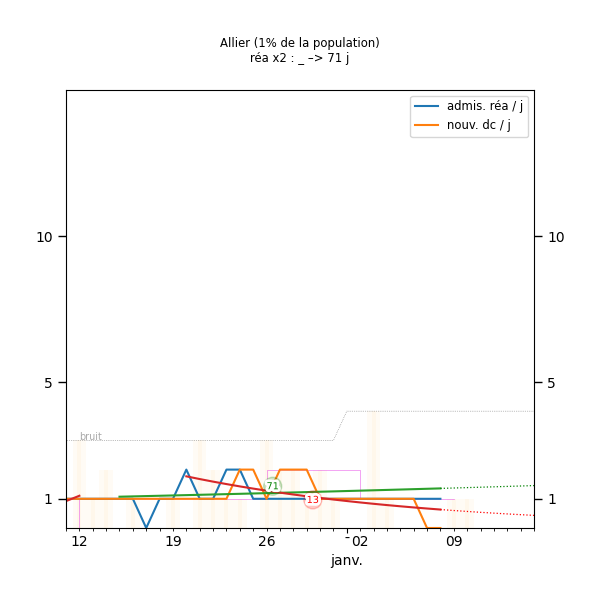 Allier (1% de la population)
réa x2 : _ –> 71 j
admis. réa / j
nouv. dc / j
10
10
5
5
bruit
71
13
1
1
12
19
26
02
09
janv.